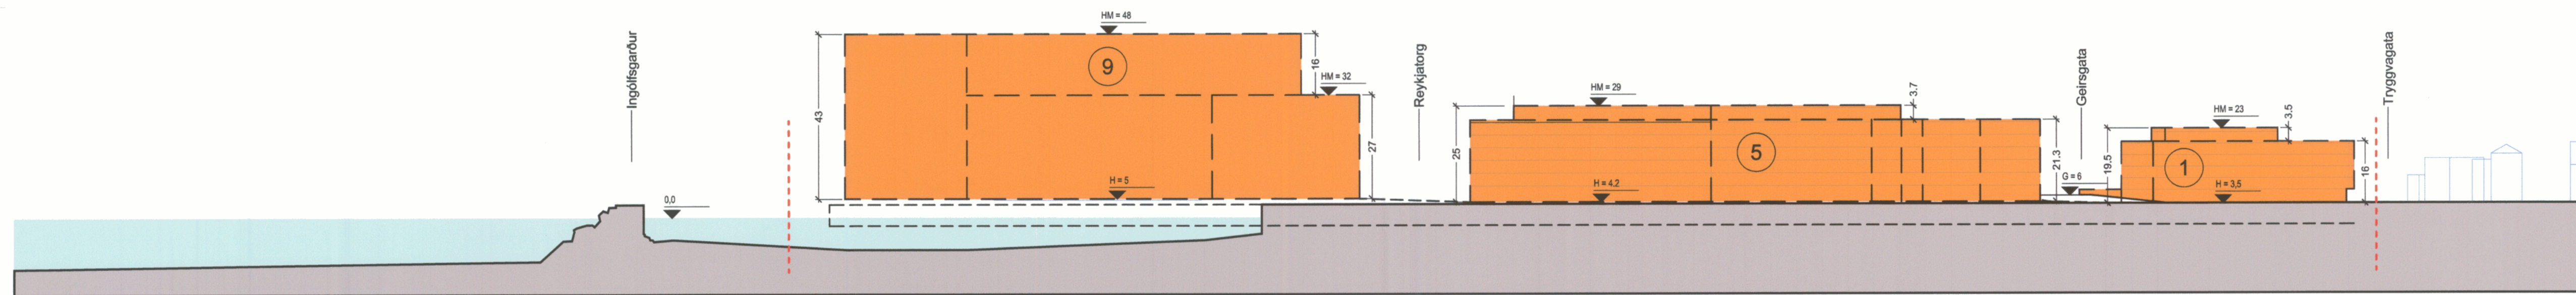 Ingólfsgarður
0,0
43
HM = 48
9
16
HM = 32
27
H = 5
Reykjatorg
25
HM = 29
3.7
5
H = 4.2
21.3
Geirsgata
G = 6
19.5
HM = 23
3.5
1
H = 3,5
16
Tryggvagata